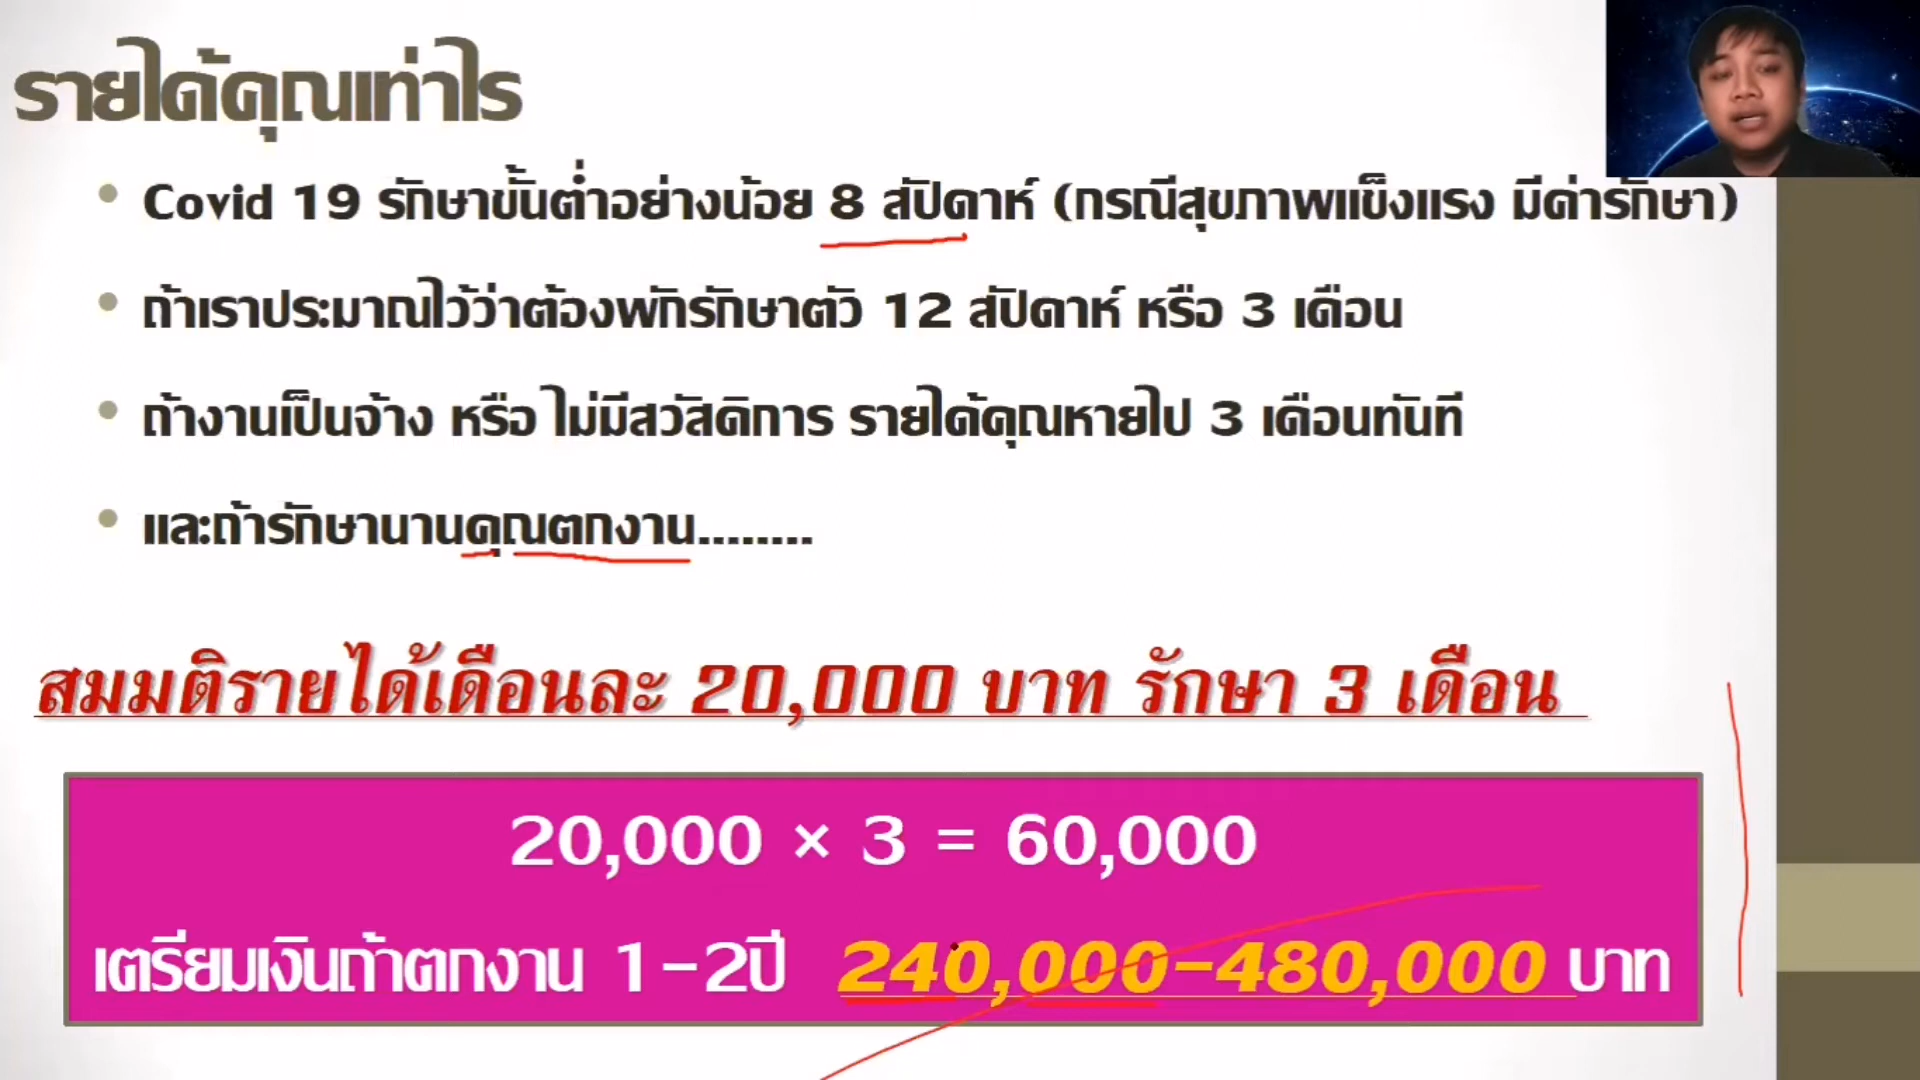 รายได้คุณเท่าไร
Covid 19 รักษาขั้นต่ำอย่างน้อย 8 สัปดาห์ (กรณีสุขภาพแข็งแรง มีค่ารักษา)
ถ้าเราประมาณไว้ว่าต้องพักรักษาตัว 12 สัปดาห์ หรือ 3 เดือน
ถ้างานเป็นจ้าง หรือ ไม่มีสวัสดิการ รายได้คุณหายไป 3 เดือนทันที
และถ้ารักษานานคุณตกงาน........
สมมติรายได้เดือนละ 20,000 บาท รักษา 3 เดือน
20,000 × 3 = 60,000
เตรียมเงินถ้าตกงาน 1-2ปี 240,000-480,000 บาท